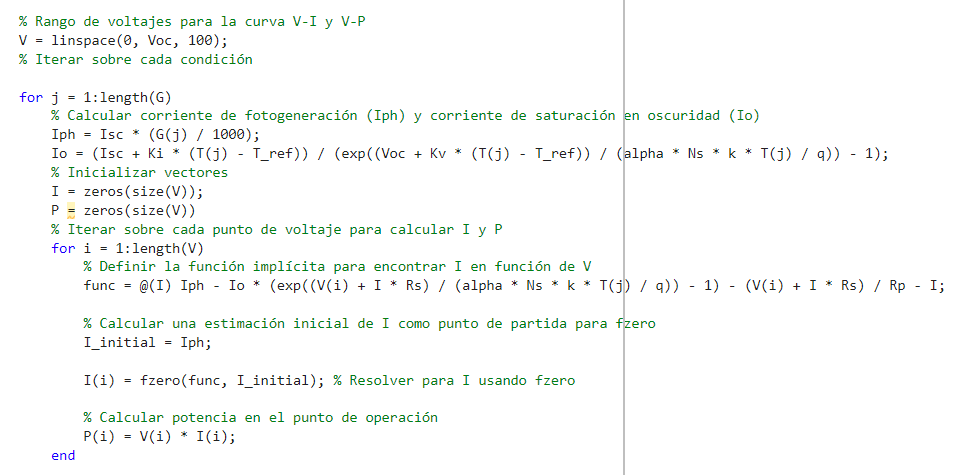 % Rango de voltajes para la curva V-I y V-P
V = linspace(0, Voc, 100);
% Iterar sobre cada condición
for j = 1:length(G)
% Calcular corriente de fotogeneración (Iph) y corriente de saturación en oscuridad (Io)
Iph = Isc * (G(j) / 1000);
Io = (Isc + Ki * (T(j) - T_ref)) / (exp((Voc + Kv * (T(j) - T_ref)) / (alpha * Ns * k * T(j) / q)) - 1);
% Inicializar vectores
I = zeros(size(V));
P = zeros(size(V))
% Iterar sobre cada punto de voltaje para calcular I y P
for i = 1:length(V)
% Definir la función implícita para encontrar I en función de V
func = @(I) Iph - Io * (exp((V(i) + I * Rs) / (alpha * Ns * k * T(j) / q)) - 1) - (V(i) + I * Rs) / Rp - I;
% Calcular una estimación inicial de I como punto de partida para fzero
I_initial = Iph;
I(i) = fzero(func, I_initial); % Resolver para I usando fzero
% Calcular potencia en el punto de operación
P(i) = V(i) * I(i);
end